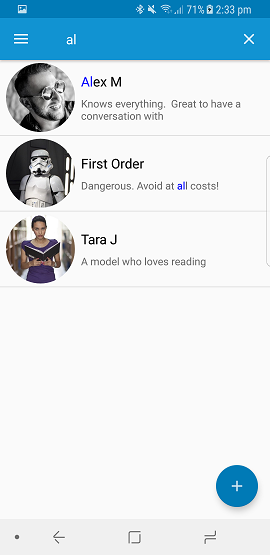 71% 2:33 pm
al
Alex M
Knows everything.  Great to have a
conversation with
First Order
Dangerous. Avoid at all costs!
Tara J
A model who loves reading